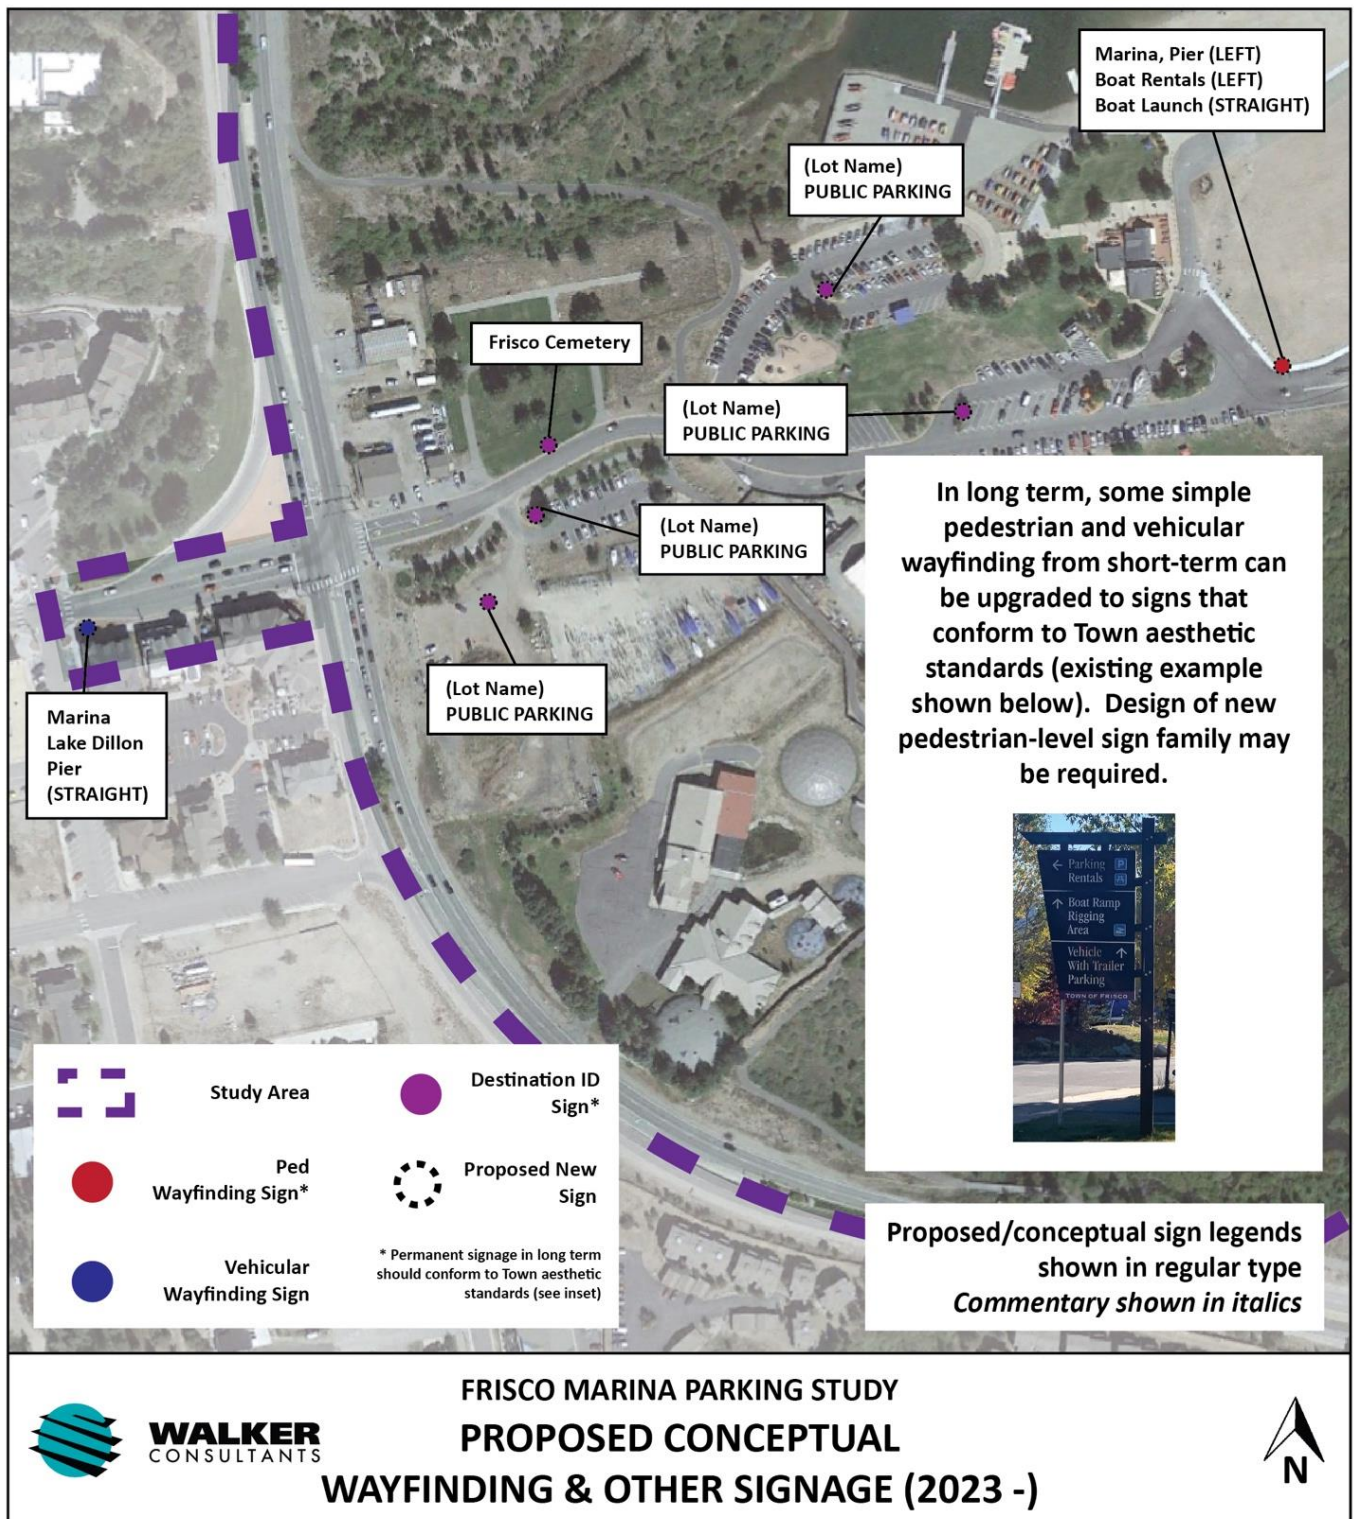 Marina, Pier (LEFT)
Boat Rentals (LEFT)
Boat Launch (STRAIGHT)
(Lot Name)
PUBLIC PARKING
Frisco Cemetery
(Lot Name)
PUBLIC PARKING
(Lot Name)
PUBLIC PARKING
(Lot Name)
PUBLIC PARKING
Marina
Lake Dillon
Pier
(STRAIGHT)
In long term, some simple
pedestrian and vehicular
wayfinding from short-term can
be upgraded to signs that
conform to Town aesthetic
standards (existing example
shown below).  Design of new
pedestrian-level sign family may
be required.
← Parking P
Rentals
↑ Boat Ramp
Rigging
Area
Vehicle ↑
With Trailer
Parking
TOWN OF FRISCO
Study Area
Ped
Wayfinding Sign*
Vehicular
Wayfinding Sign
Destination ID
Sign*
Proposed New
Sign
* Permanent signage in long term
should conform to Town aesthetic
standards (see inset)
Proposed/conceptual sign legends
shown in regular type
Commentary shown in italics
WALKER
CONSULTANTS
FRISCO MARINA PARKING STUDY
PROPOSED CONCEPTUAL
WAYFINDING & OTHER SIGNAGE (2023 -)
N